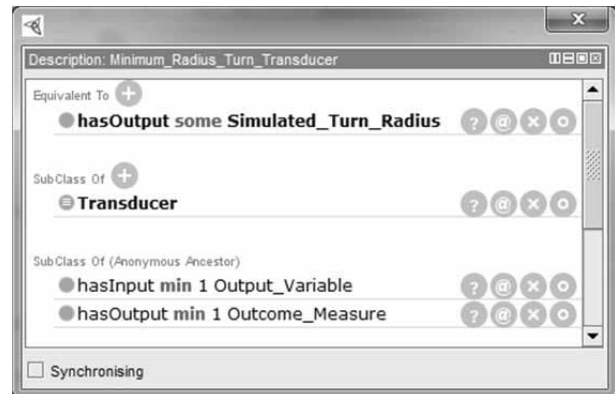 Description: Minimum_Radius_Turn_Transducer
Equivalent To
hasOutput some Simulated_Turn_Radius
SubClass Of
Transducer
SubClass Of (Anonymous Ancestor)
hasInput min 1 Output_Variable
hasOutput min 1 Outcome_Measure
Synchronising